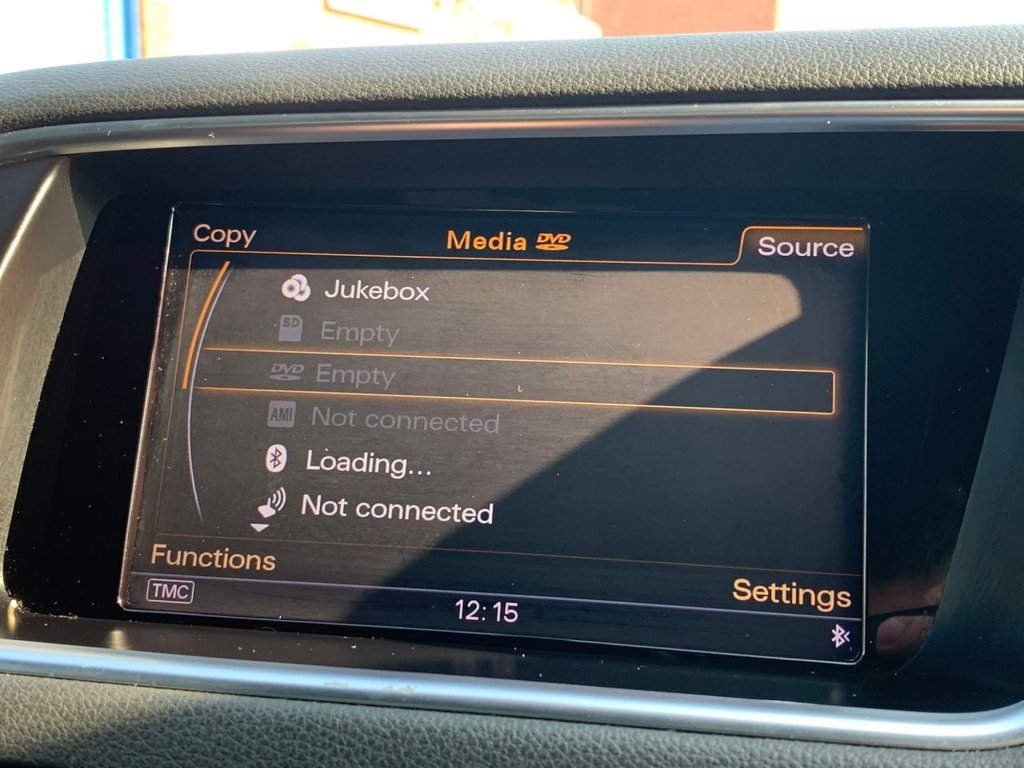 Copy
Media DVD
Source
Jukebox
SD Empty
DVD Empty
AMI Not connected
Loading...
Not connected
Functions
Settings
TMC
12:15